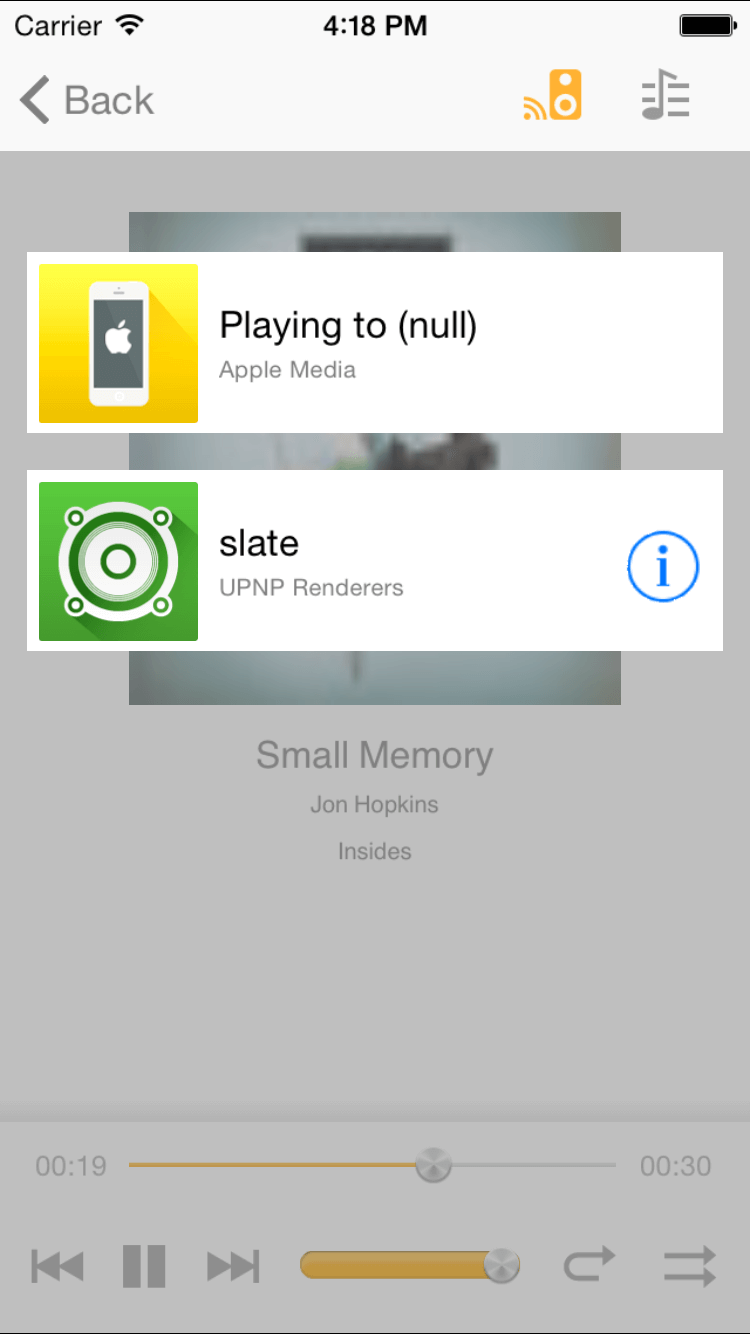 Carrier 4:18 PM
Back
Playing to (null)
Apple Media
slate
UPNP Renderers
Small Memory
Jon Hopkins
Insides
00:19 00:30